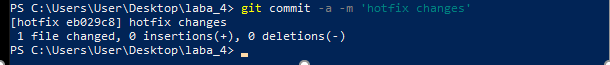 PS C:\Users\User\Desktop\laba_4> git commit -a -m 'hotfix changes'
[hotfix eb029c8] hotfix changes
 1 file changed, 0 insertions(+), 0 deletions(-)
PS C:\Users\User\Desktop\laba_4>